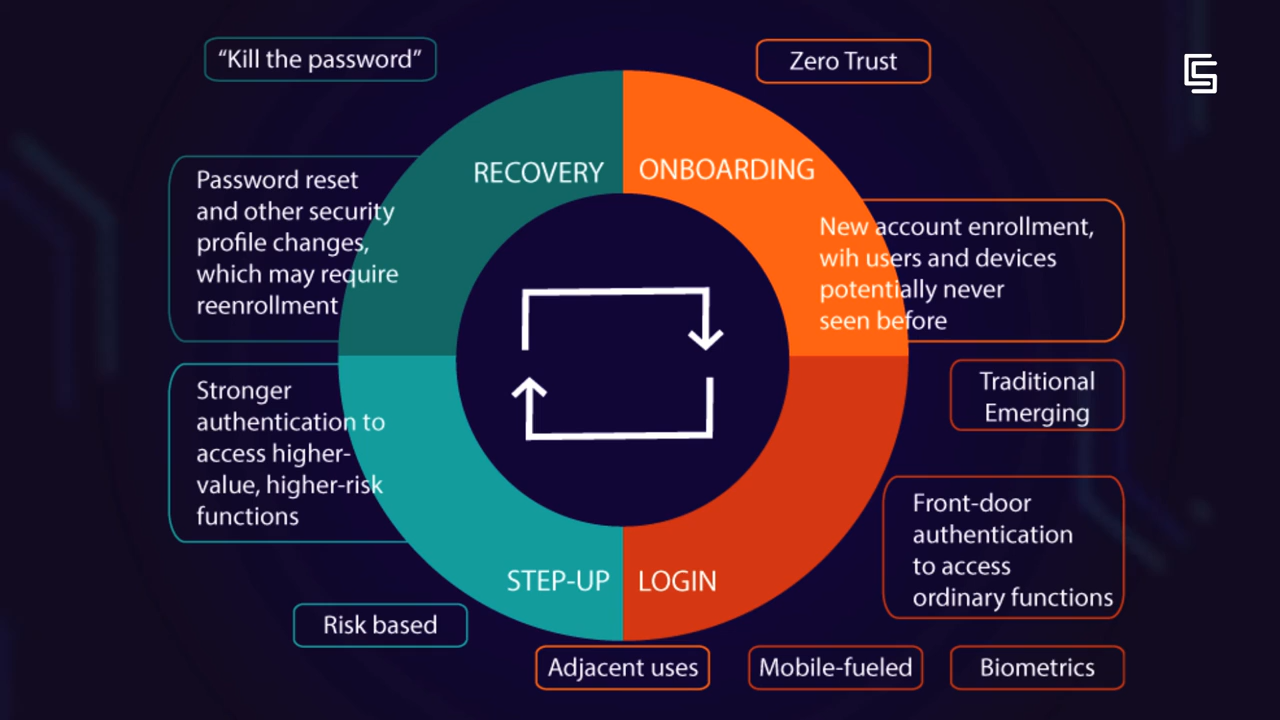 “Kill the password”
Zero Trust
RECOVERY
ONBOARDING
Password reset
and other security
profile changes,
which may require
reenrollment
New account enrollment,
wih users and devices
potentially never
seen before
Traditional
Emerging
Stronger
authentication to
access higher-
value, higher-risk
functions
Front-door
authentication
to access
ordinary functions
STEP-UP
LOGIN
Risk based
Adjacent uses
Mobile-fueled
Biometrics